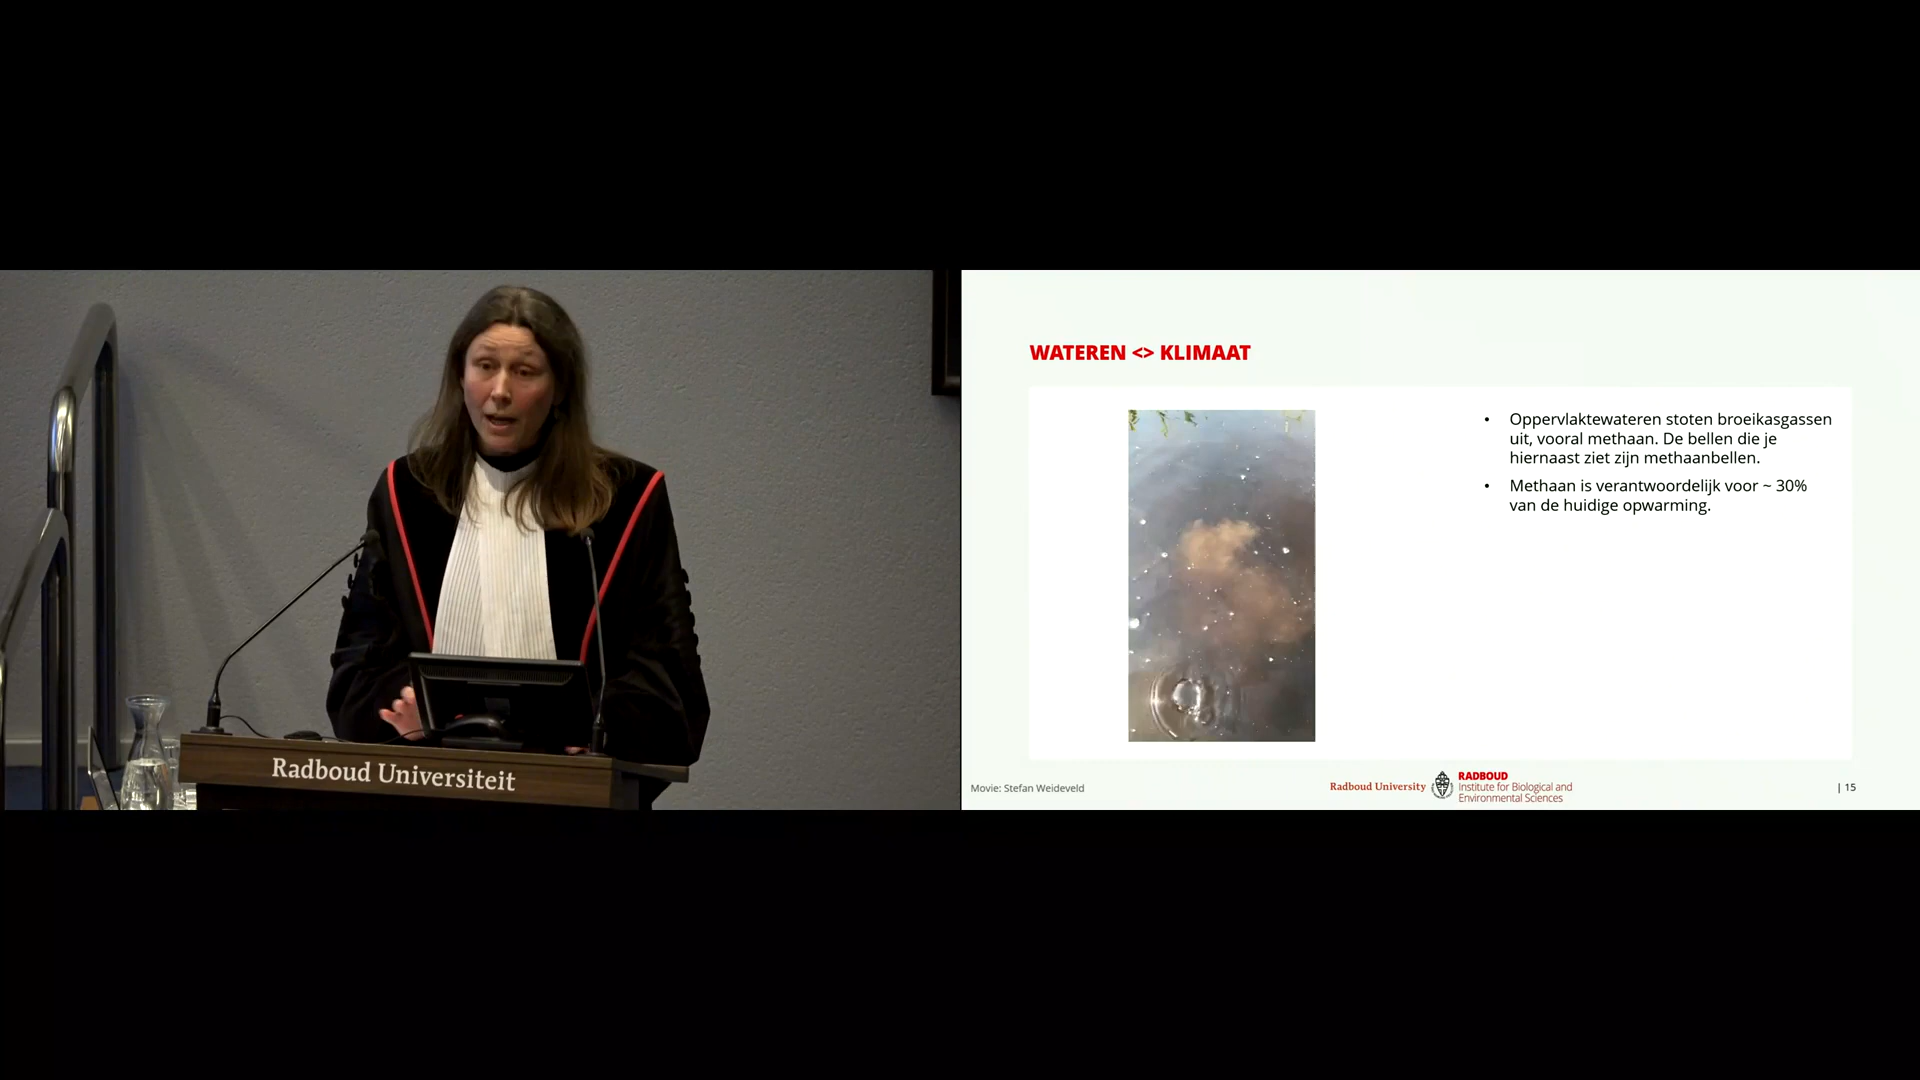 Radboud Universiteit
WATEREN <> KLIMAAT
• Oppervlaktewateren stoten broeikasgassen
uit, vooral methaan. De bellen die je
hiernaast ziet zijn methaanbellen.
• Methaan is verantwoordelijk voor ~ 30%
van de huidige opwarming.
Movie: Stefan Weideveld
Radboud University
RADBOUD
Institute for Biological and
Environmental Sciences
| 15